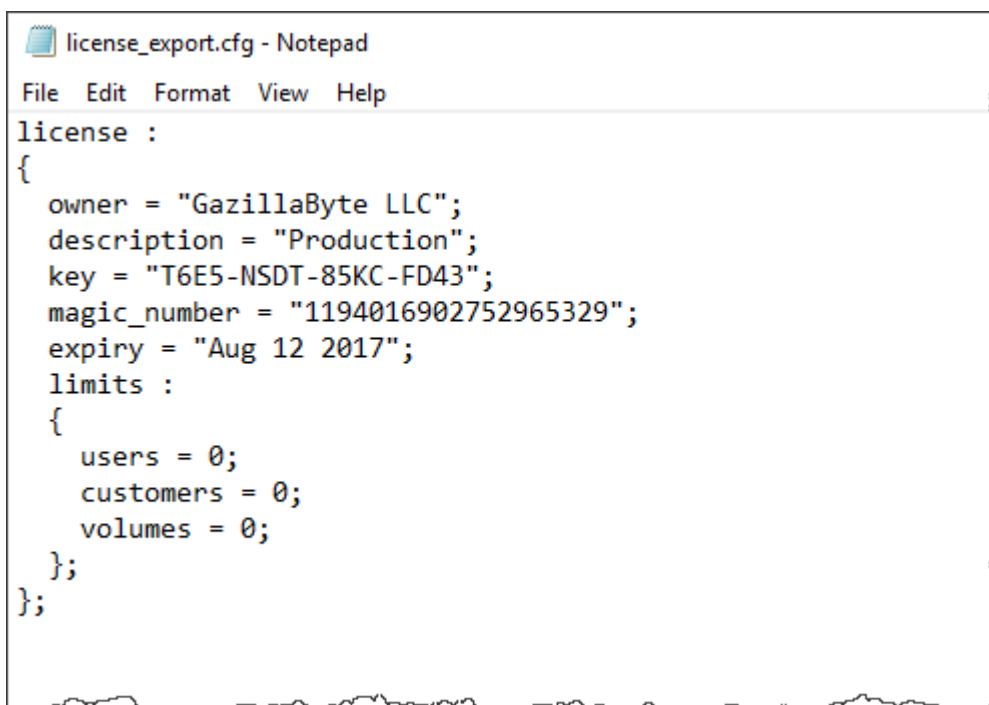 license_export.cfg - Notepad
File Edit Format View Help
license :
{
  owner = "GazillaByte LLC";
  description = "Production";
  key = "T6E5-NSDT-85KC-FD43";
  magic_number = "1194016902752965329";
  expiry = "Aug 12 2017";
  limits :
  {
    users = 0;
    customers = 0;
    volumes = 0;
  };
};